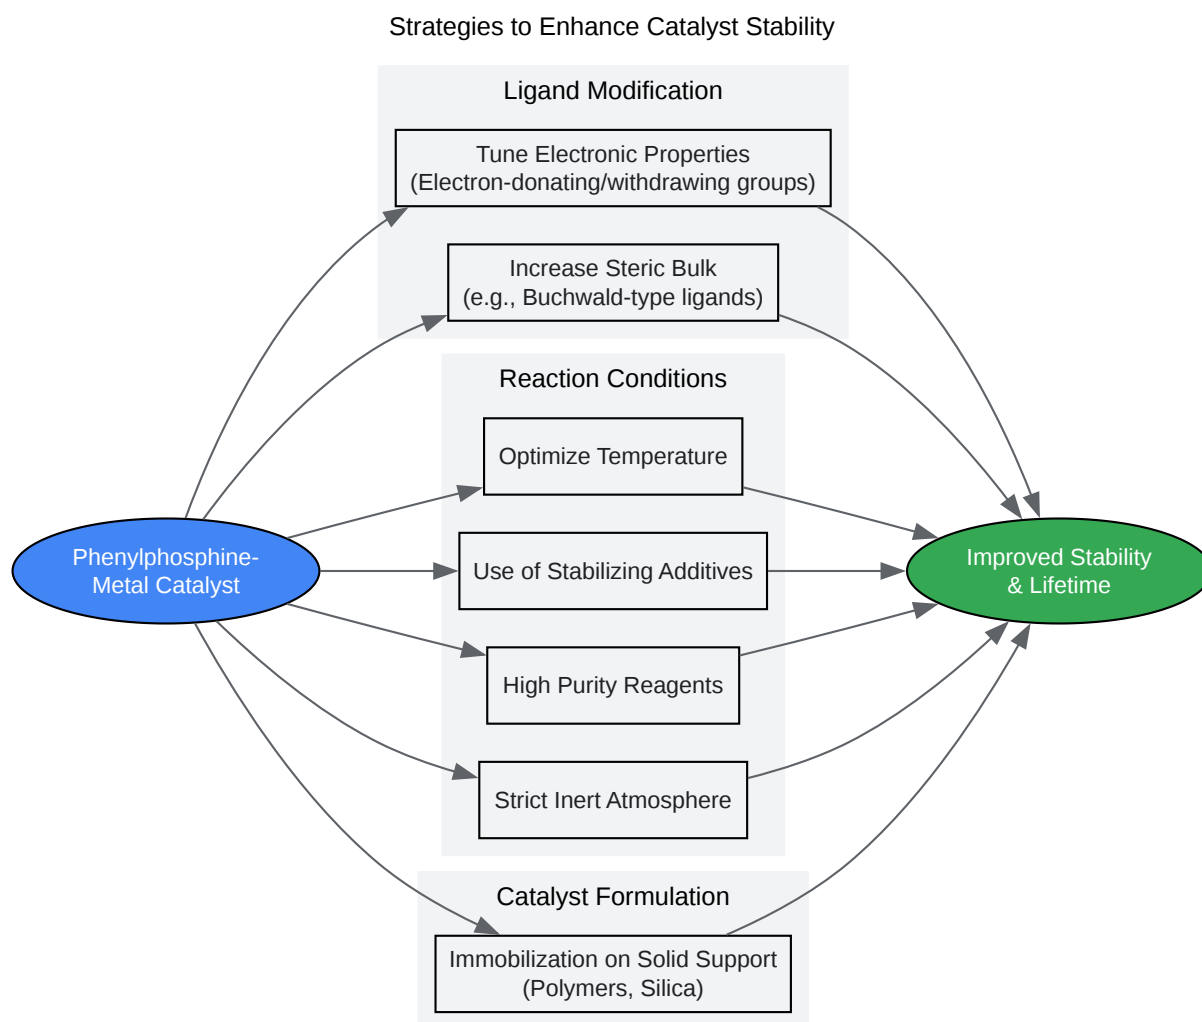 Strategies to Enhance Catalyst Stability
Ligand Modification
Tune Electronic Properties
(Electron-donating/withdrawing groups)
Increase Steric Bulk
(e.g., Buchwald-type ligands)
Reaction Conditions
Optimize Temperature
Phenylphosphine-
Metal Catalyst
Use of Stabilizing Additives
Improved Stability
& Lifetime
High Purity Reagents
Strict Inert Atmosphere
Catalyst Formulation
Immobilization on Solid Support
(Polymers, Silica)